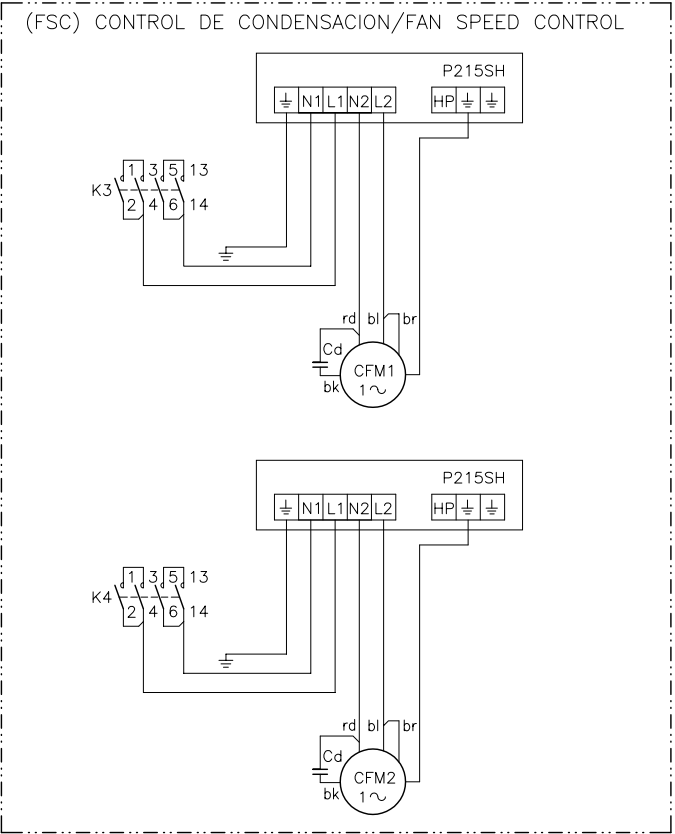 (FSC) CONTROL DE CONDENSACION/FAN SPEED CONTROL
P215SH
N1 L1 N2 L2 HP
1 3 5 13
K3
2 4 6 14
rd bl br
Cd
CFM1
bk 1~
P215SH
N1 L1 N2 L2 HP
1 3 5 13
K4
2 4 6 14
rd bl br
Cd
CFM2
bk 1~